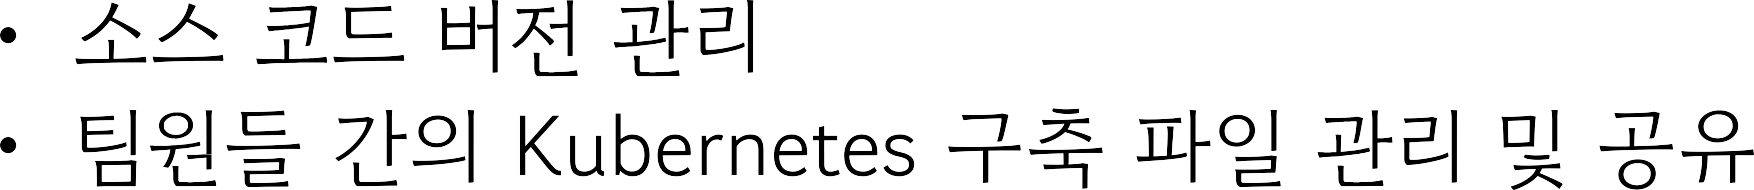 • 소스 코드 버전 관리
• 팀원들 간의 Kubernetes 구축 파일 관리 및 공유